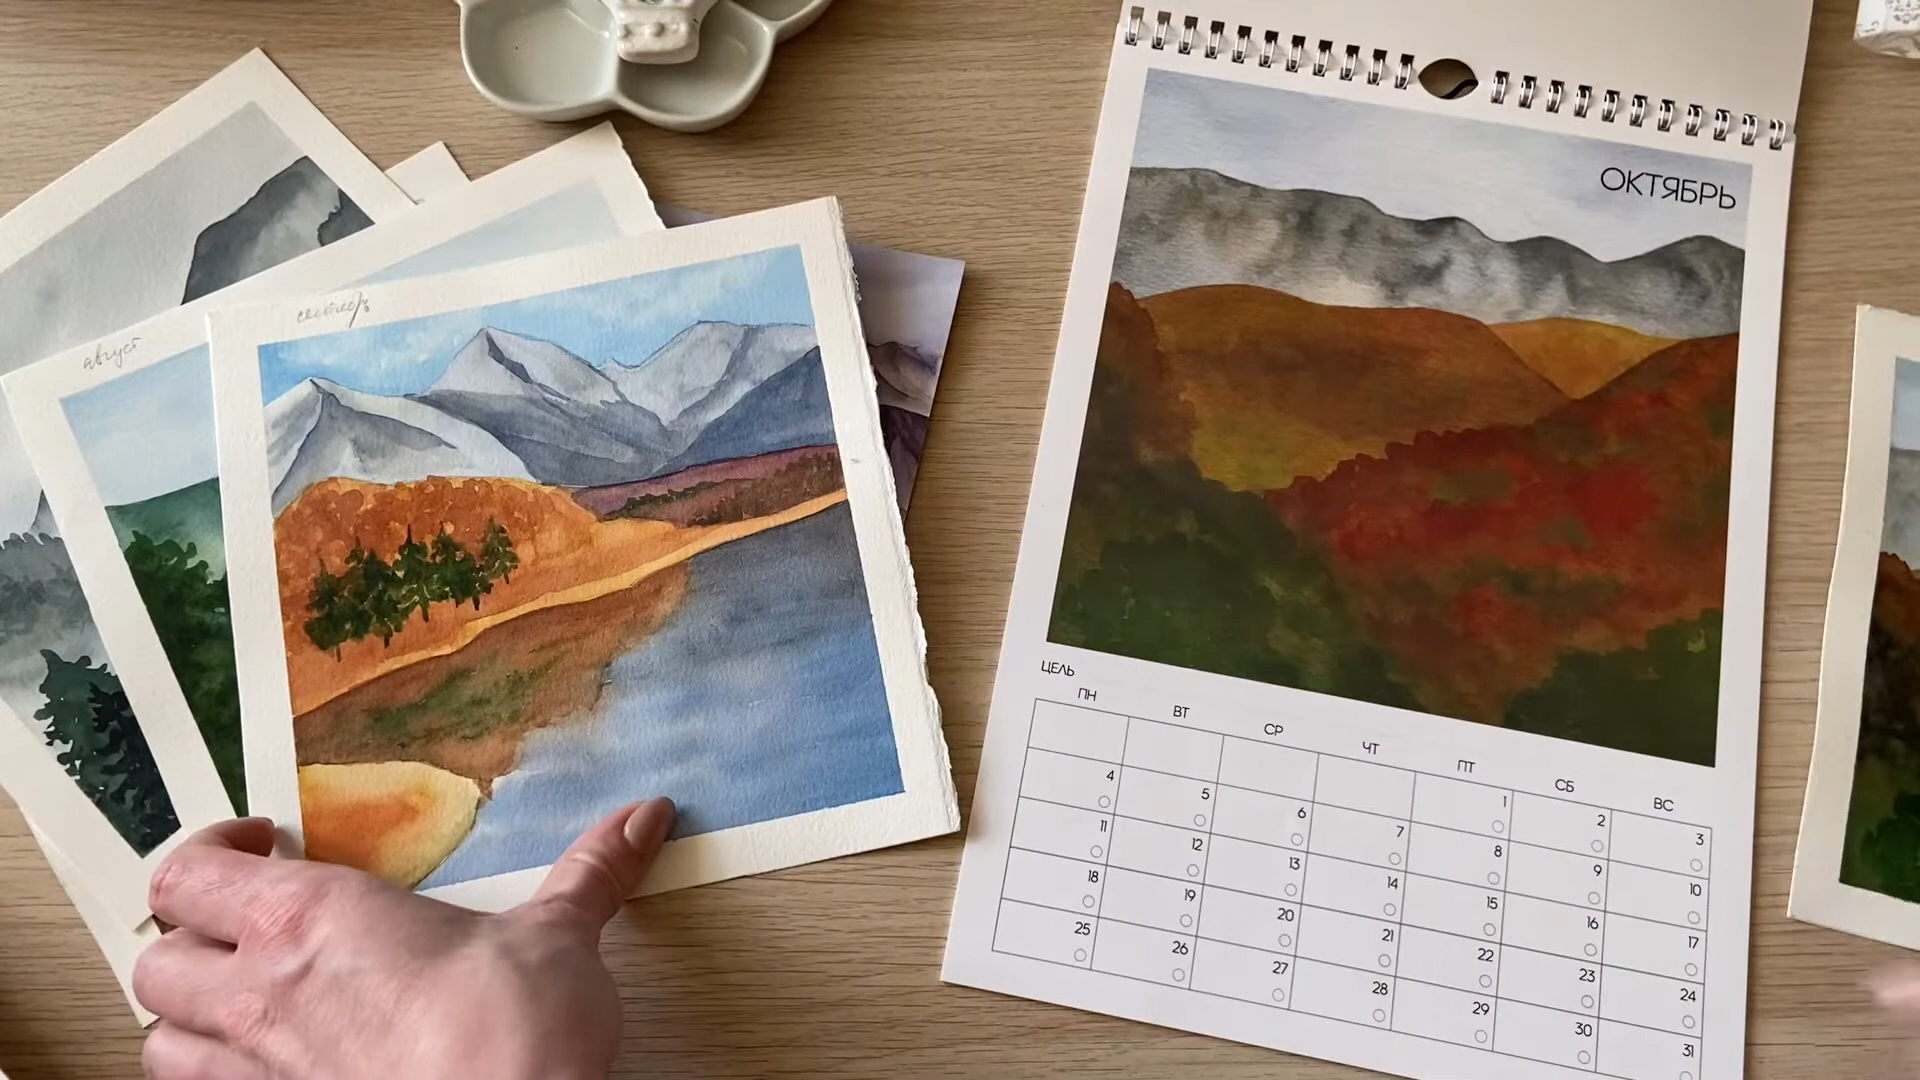 август
сентябрь
ОКТЯБРЬ
ЦЕЛЬ
ПН ВТ СР ЧТ ПТ СБ ВС
1 2 3
4 5 6 7 8 9 10
11 12 13 14 15 16 17
18 19 20 21 22 23 24
25 26 27 28 29 30 31